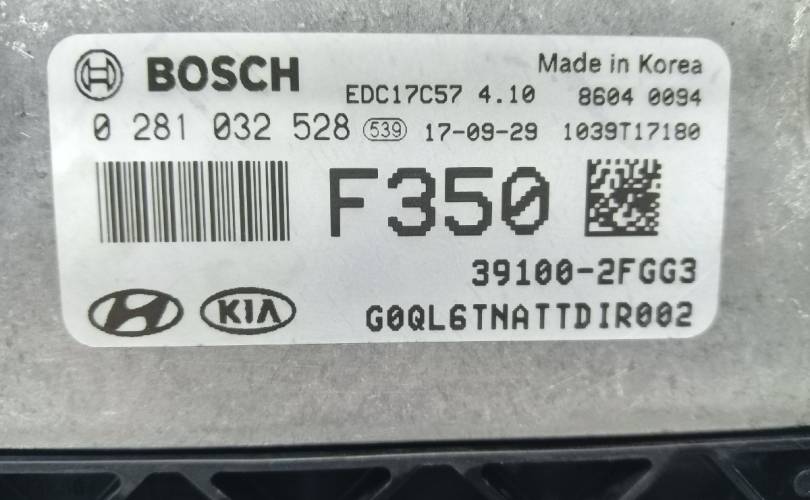 BOSCH
Made in Korea
EDC17C57 4.10 8604 0094
0 281 032 528 539 17-09-29 1039T17180
F350
39100-2FGG3
KIA G0QL6TNATTDIR002